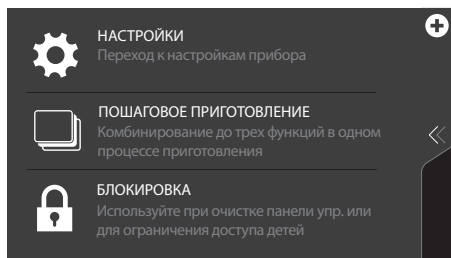 НАСТРОЙКИ
Переход к настройкам прибора
ПОШАГОВОЕ ПРИГОТОВЛЕНИЕ
Комбинирование до трех функций в одном
процессе приготовления
БЛОКИРОВКА
Используйте при очистке панели упр. или
для ограничения доступа детей